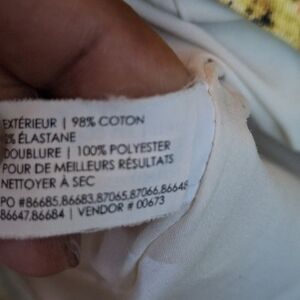 EXTÉRIEUR | 98% COTON
2% ÉLASTANE
DOUBLURE | 100% POLYESTER
POUR DE MEILLEURS RÉSULTATS
NETTOYER À SEC
PO #86685,86683,87065,87066,86648
86647,86684 | VENDOR # 00673